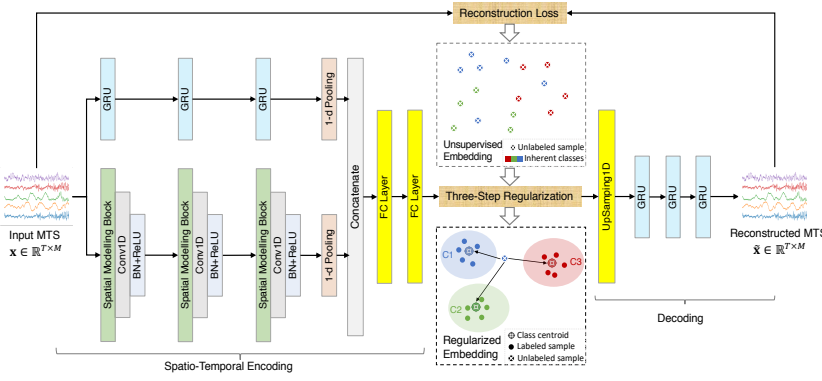 Reconstruction Loss
GRU
GRU
GRU
1-d Pooling
Concatenate
FC Layer
FC Layer
Unsupervised
Embedding
Unlabeled sample
Inherent classes
Three-Step Regularization
UpSampling1D
GRU
GRU
GRU
Input MTS
x ∈ ℝ^{T×M}
Reconstructed MTS
x̃ ∈ ℝ^{T×M}
Spatial Modelling Block
Conv1D
BN+ReLU
Spatial Modelling Block
Conv1D
BN+ReLU
Spatial Modelling Block
Conv1D
BN+ReLU
1-d Pooling
C1
C3
C2
Regularized
Embedding
Class centroid
Labeled sample
Unlabeled sample
Decoding
Spatio-Temporal Encoding